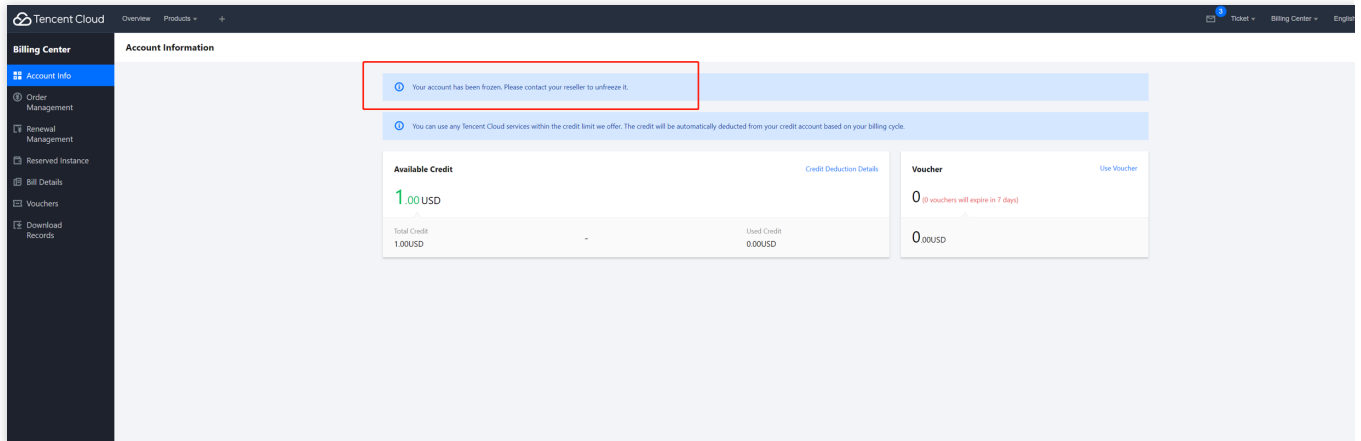 Tencent Cloud Overview Products + 3 Ticket Billing Center English
Billing Center
Account Information
Account Info
Order
Management
Renewal
Management
Reserved Instance
Bill Details
Vouchers
Download
Records
Your account has been frozen. Please contact your reseller to unfreeze it.
You can use any Tencent Cloud services within the credit limit we offer. The credit will be automatically deducted from your credit account based on your billing cycle.
Available Credit Credit Deduction Details
1.00 USD
Total Credit - Used Credit
1.00USD 0.00USD
Voucher Use Voucher
0 (0 vouchers will expire in 7 days)
0.00USD